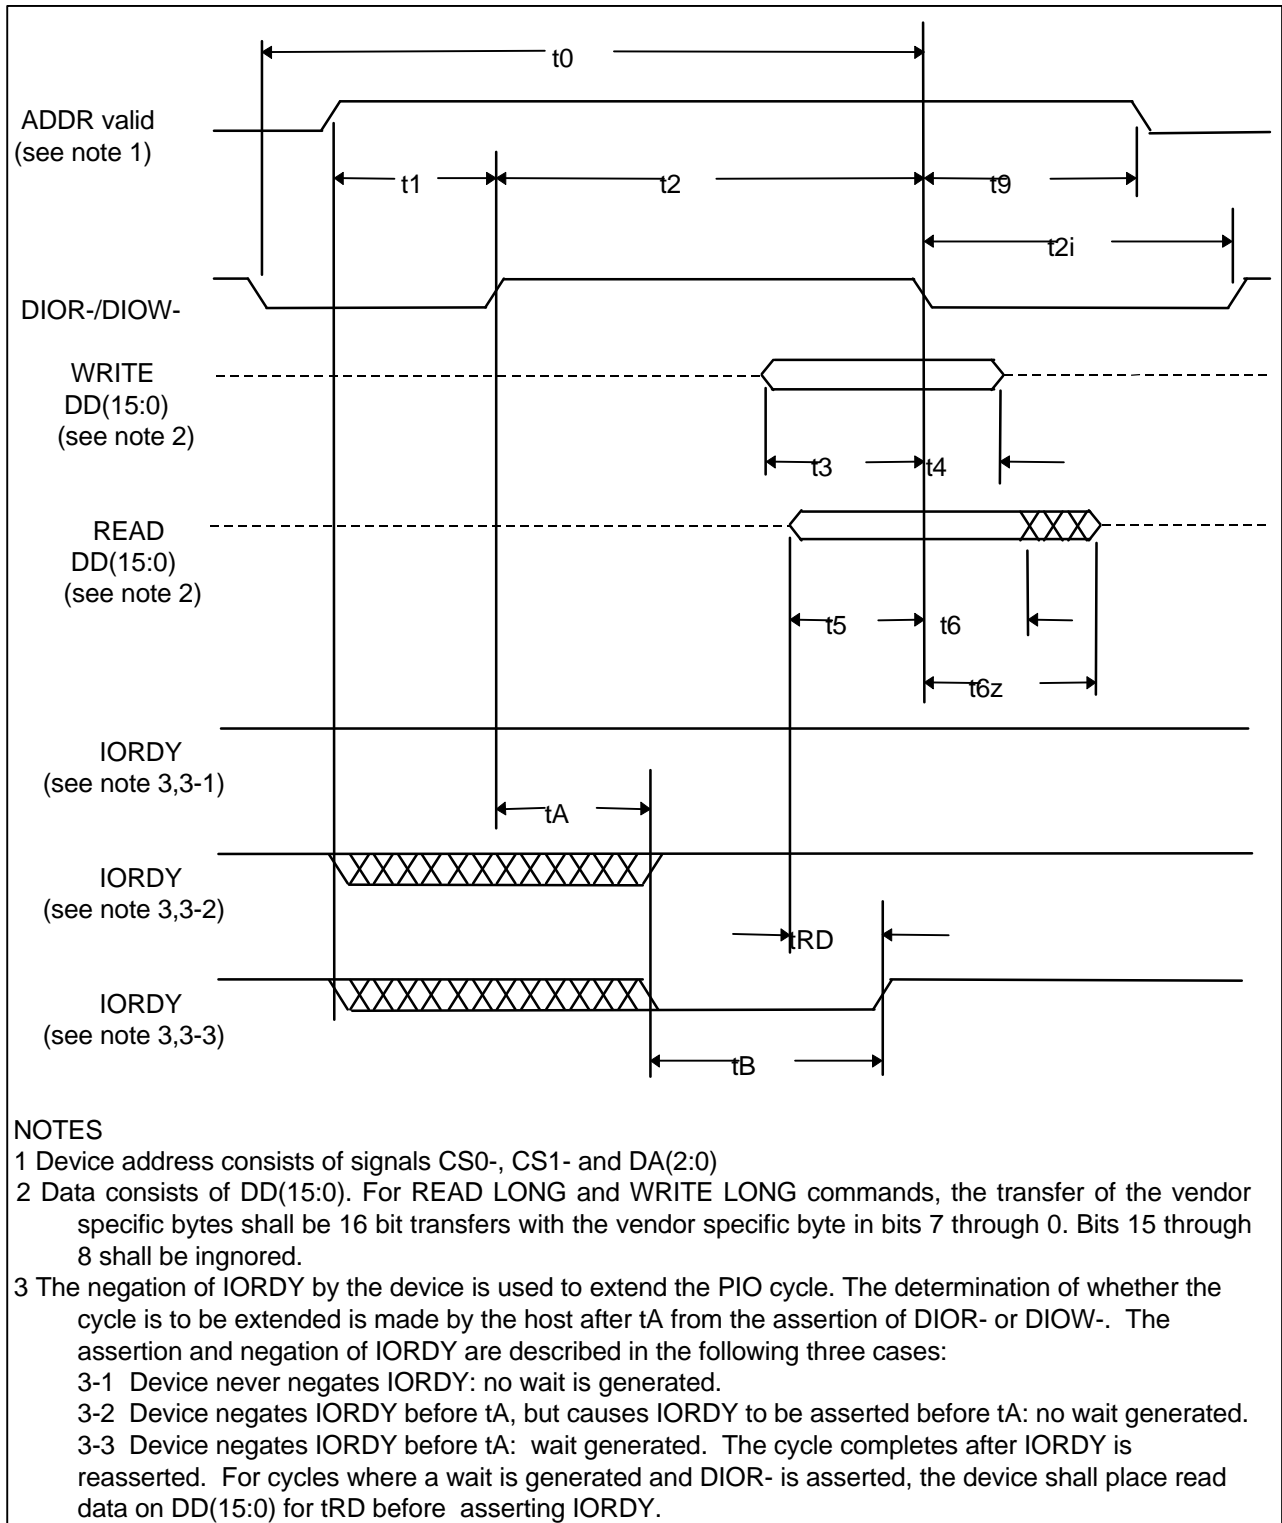 t0
ADDR valid
(see note 1)
t1
t2
t9
t2i
DIOR-/DIOW-
WRITE
DD(15:0)
(see note 2)
t3
t4
READ
DD(15:0)
(see note 2)
t5
t6
t6z
IORDY
(see note 3,3-1)
tA
IORDY
(see note 3,3-2)
tRD
IORDY
(see note 3,3-3)
tB
NOTES
1 Device address consists of signals CS0-, CS1- and DA(2:0)
2 Data consists of DD(15:0). For READ LONG and WRITE LONG commands, the transfer of the vendor
specific bytes shall be 16 bit transfers with the vendor specific byte in bits 7 through 0. Bits 15 through
8 shall be ingnored.
3 The negation of IORDY by the device is used to extend the PIO cycle. The determination of whether the
cycle is to be extended is made by the host after tA from the assertion of DIOR- or DIOW-. The
assertion and negation of IORDY are described in the following three cases:
3-1 Device never negates IORDY: no wait is generated.
3-2 Device negates IORDY before tA, but causes IORDY to be asserted before tA: no wait generated.
3-3 Device negates IORDY before tA: wait generated. The cycle completes after IORDY is
reasserted. For cycles where a wait is generated and DIOR- is asserted, the device shall place read
data on DD(15:0) for tRD before asserting IORDY.